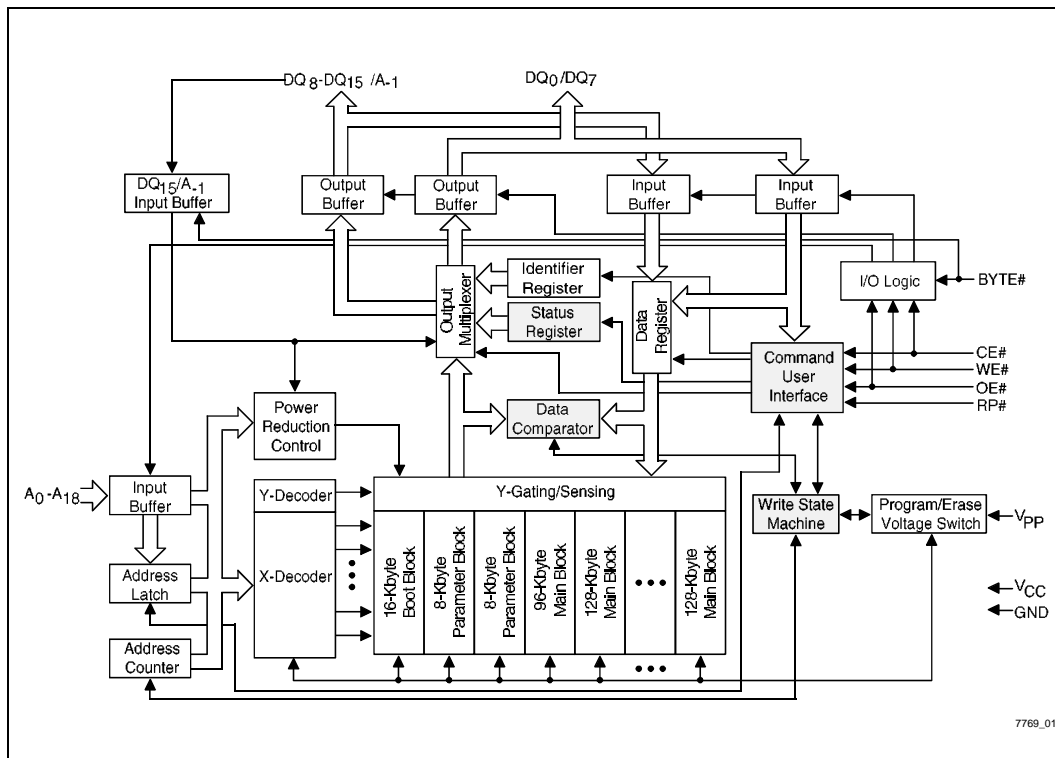 DQ8-DQ15 /A-1
DQ0/DQ7
DQ15/A-1
Input Buffer
Output
Buffer
Output
Buffer
Input
Buffer
Input
Buffer
I/O Logic
BYTE#
Output
Multiplexer
Identifier
Register
Status
Register
Data
Register
Command
User
Interface
CE#
WE#
OE#
RP#
Power
Reduction
Control
Data
Comparator
A0-A18
Input
Buffer
Y-Decoder
Y-Gating/Sensing
Write State
Machine
Program/Erase
Voltage Switch
VPP
Address
Latch
X-Decoder
16-Kbyte
Boot Block
8-Kbyte
Parameter Block
8-Kbyte
Parameter Block
96-Kbyte
Main Block
128-Kbyte
Main Block
128-Kbyte
Main Block
VCC
GND
Address
Counter
7769_01